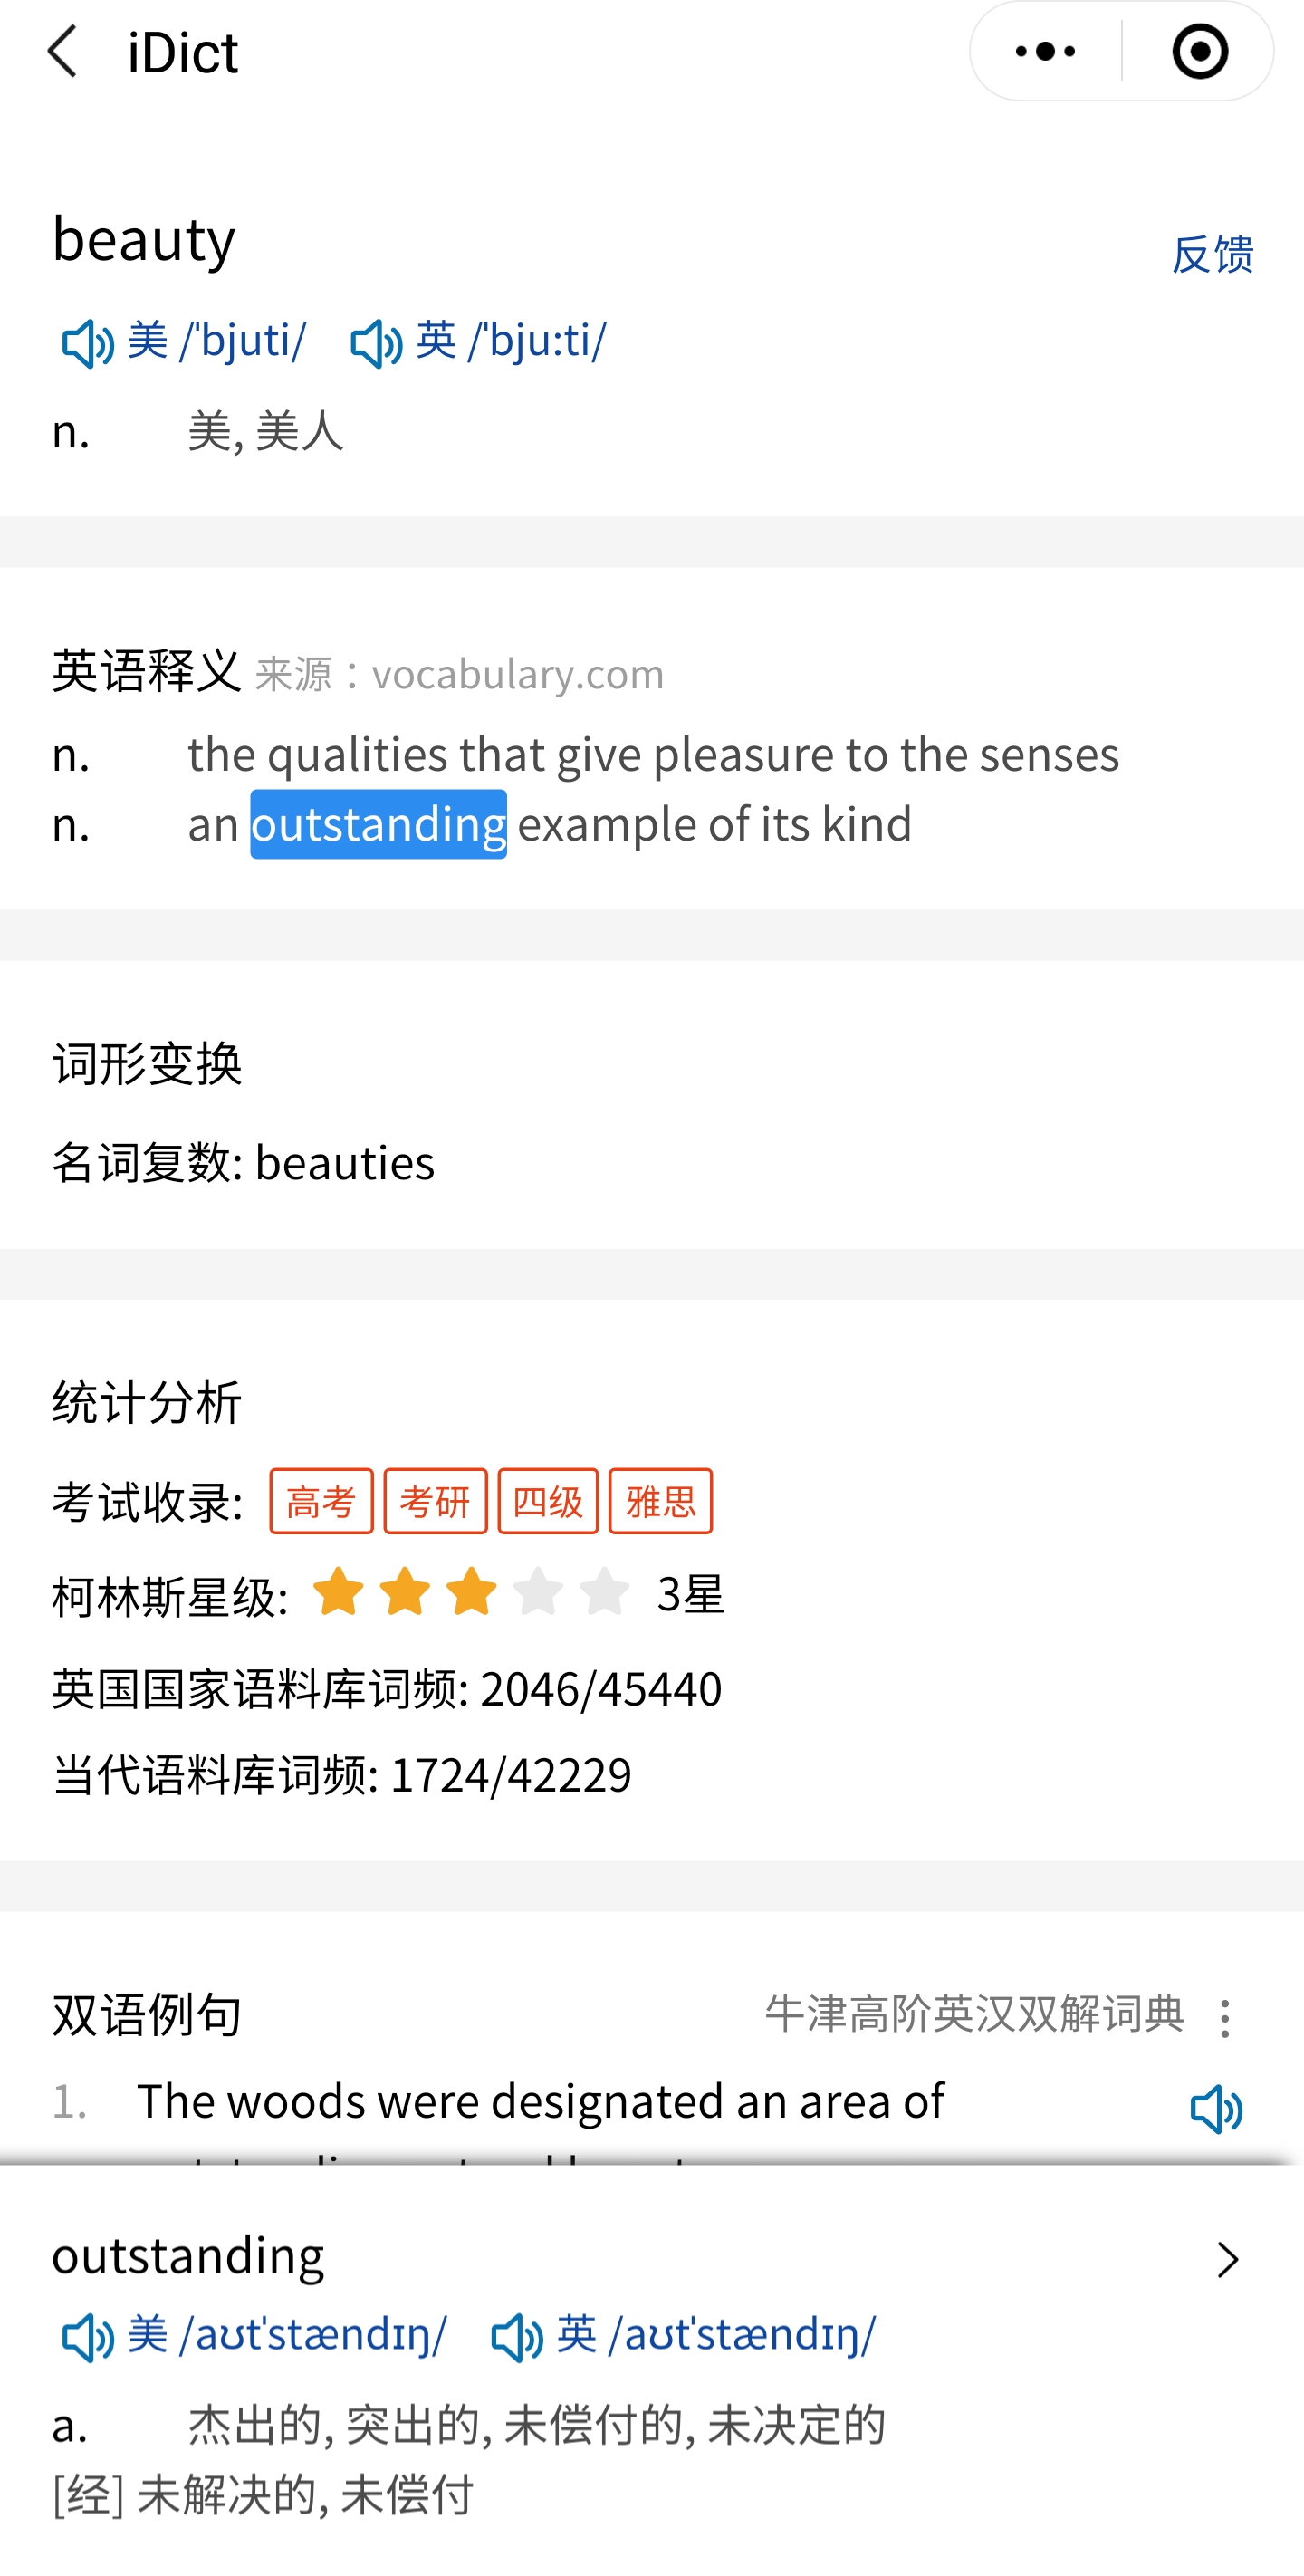 iDict
beauty
反馈
美 /'bjuti/ 英 /'bju:ti/
n. 美, 美人
英语释义 来源：vocabulary.com
n. the qualities that give pleasure to the senses
n. an outstanding example of its kind
词形变换
名词复数: beauties
统计分析
考试收录: 高考 考研 四级 雅思
柯林斯星级: 3星
英国国家语料库词频: 2046/45440
当代语料库词频: 1724/42229
双语例句 牛津高阶英汉双解词典
1. The woods were designated an area of
outstanding
美 /aʊt'stændɪŋ/ 英 /aʊt'stændɪŋ/
a. 杰出的, 突出的, 未偿付的, 未决定的
[经] 未解决的, 未偿付